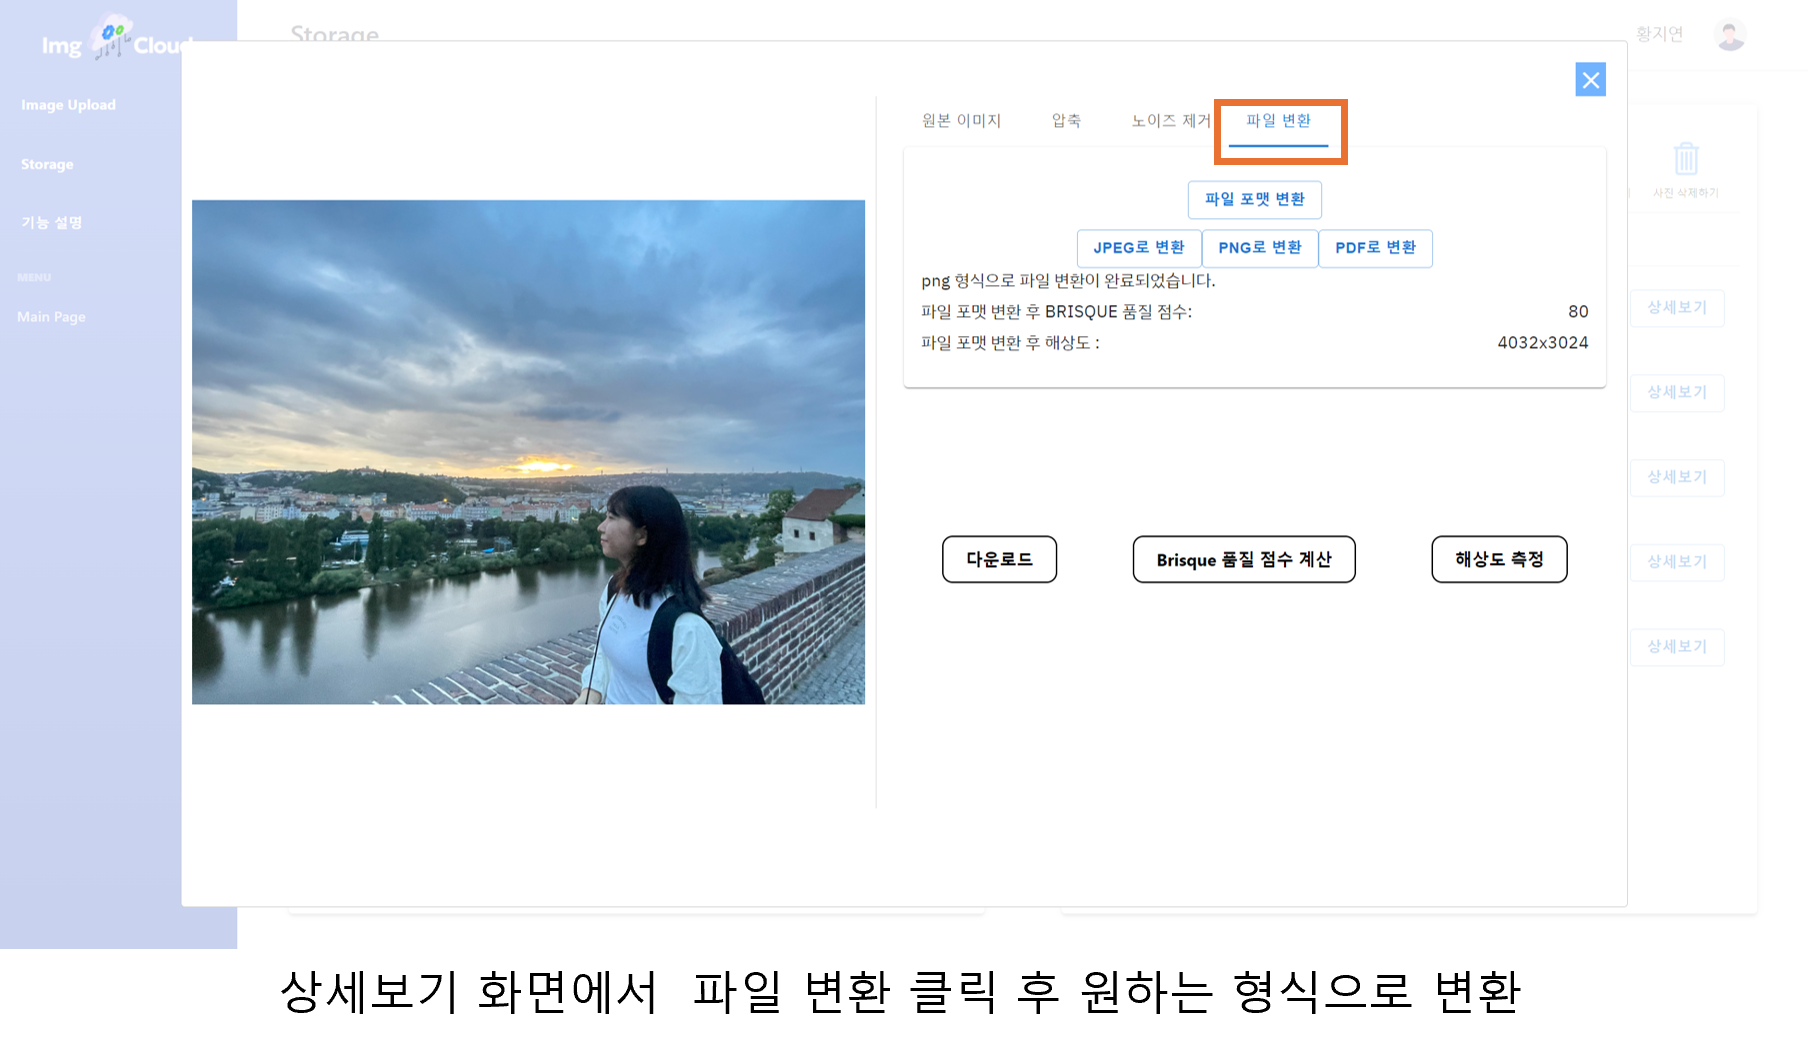 Img Cloud
Storage
황지연
Image Upload
Storage
기능 설명
MENU
Main Page
원본 이미지
압축
노이즈 제거
파일 변환
사진 삭제하기
파일 포맷 변환
JPEG로 변환
PNG로 변환
PDF로 변환
png 형식으로 파일 변환이 완료되었습니다.
파일 포맷 변환 후 BRISQUE 품질 점수: 80
파일 포맷 변환 후 해상도 : 4032x3024
상세보기
상세보기
상세보기
상세보기
상세보기
다운로드
Brisque 품질 점수 계산
해상도 측정
상세보기 화면에서 파일 변환 클릭 후 원하는 형식으로 변환